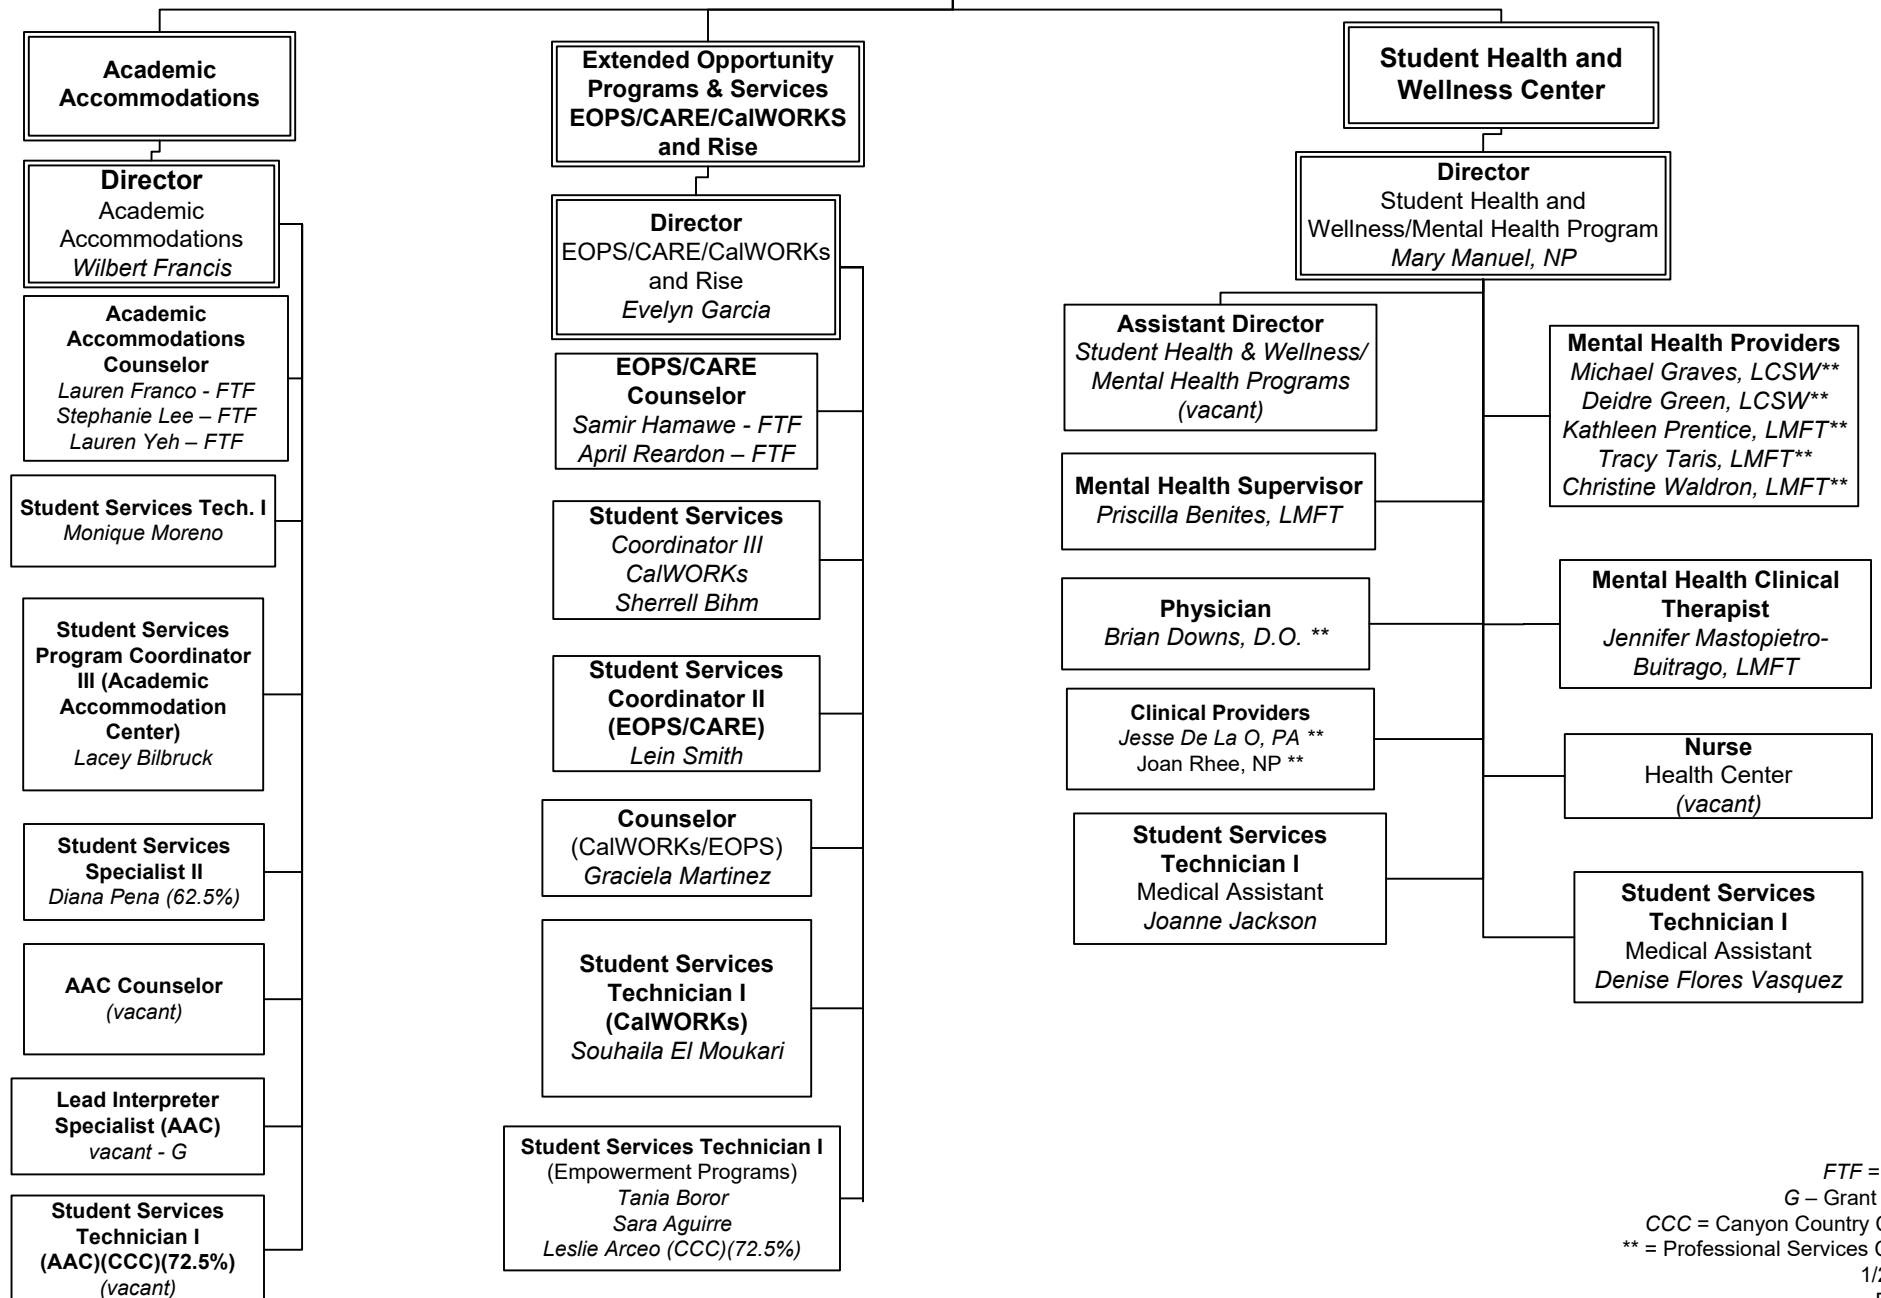 Academic
Accommodations
Director
Academic
Accommodations
Wilbert Francis
Academic
Accommodations
Counselor
Lauren Franco - FTF
Stephanie Lee – FTF
Lauren Yeh – FTF
Student Services Tech. I
Monique Moreno
Student Services
Program Coordinator
III (Academic
Accommodation
Center)
Lacey Bilbruck
Student Services
Specialist II
Diana Pena (62.5%)
AAC Counselor
(vacant)
Lead Interpreter
Specialist (AAC)
vacant - G
Student Services
Technician I
(AAC)(CCC)(72.5%)
(vacant)
Extended Opportunity
Programs & Services
EOPS/CARE/CalWORKS
and Rise
Director
EOPS/CARE/CalWORKs
and Rise
Evelyn Garcia
EOPS/CARE
Counselor
Samir Hamawe - FTF
April Reardon – FTF
Student Services
Coordinator III
CalWORKs
Sherrell Bihm
Student Services
Coordinator II
(EOPS/CARE)
Lein Smith
Counselor
(CalWORKs/EOPS)
Graciela Martinez
Student Services
Technician I
(CalWORKs)
Souhaila El Moukari
Student Services Technician I
(Empowerment Programs)
Tania Boror
Sara Aguirre
Leslie Arceo (CCC)(72.5%)
Student Health and
Wellness Center
Director
Student Health and
Wellness/Mental Health Program
Mary Manuel, NP
Assistant Director
Student Health & Wellness/
Mental Health Programs
(vacant)
Mental Health Supervisor
Priscilla Benites, LMFT
Physician
Brian Downs, D.O. **
Clinical Providers
Jesse De La O, PA **
Joan Rhee, NP **
Student Services
Technician I
Medical Assistant
Joanne Jackson
Mental Health Providers
Michael Graves, LCSW**
Deidre Green, LCSW**
Kathleen Prentice, LMFT**
Tracy Taris, LMFT**
Christine Waldron, LMFT**
Mental Health Clinical
Therapist
Jennifer Mastopietro-
Buitrago, LMFT
Nurse
Health Center
(vacant)
Student Services
Technician I
Medical Assistant
Denise Flores Vasquez
FTF =
G – Grant
CCC = Canyon Country
** = Professional Services